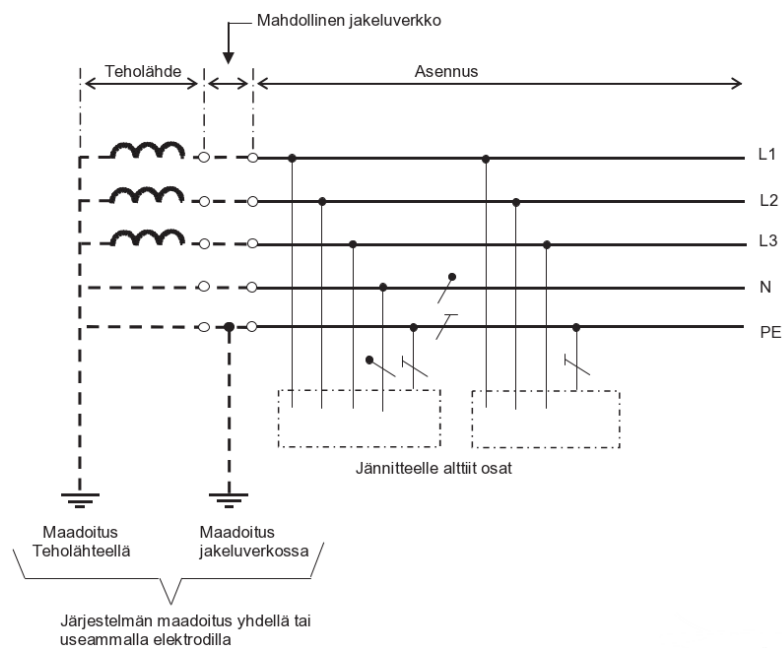 Mahdollinen jakeluverkko
Teholähde
Asennus
L1
L2
L3
N
PE
Jännitteelle alttiit osat
Maadoitus
Teholähteellä
Maadoitus
jakeluverkossa
Järjestelmän maadoitus yhdellä tai
useammalla elektrodilla